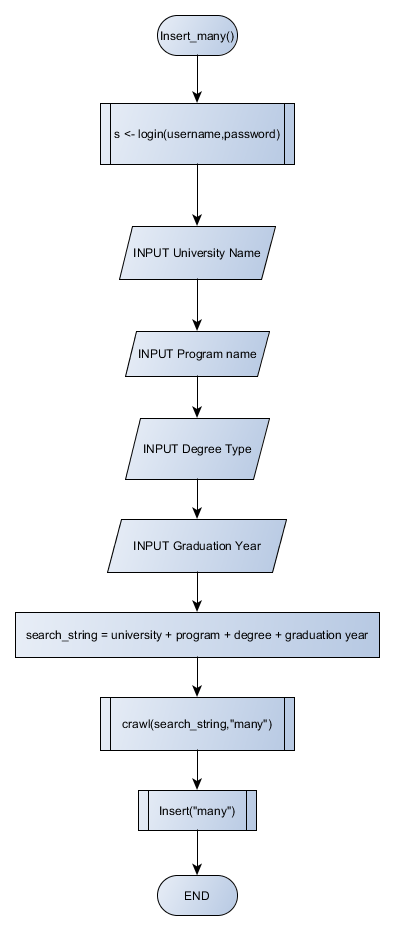 Insert_many()
s <- login(username,password)
INPUT University Name
INPUT Program name
INPUT Degree Type
INPUT Graduation Year
search_string = university + program + degree + graduation year
crawl(search_string,"many")
Insert("many")
END